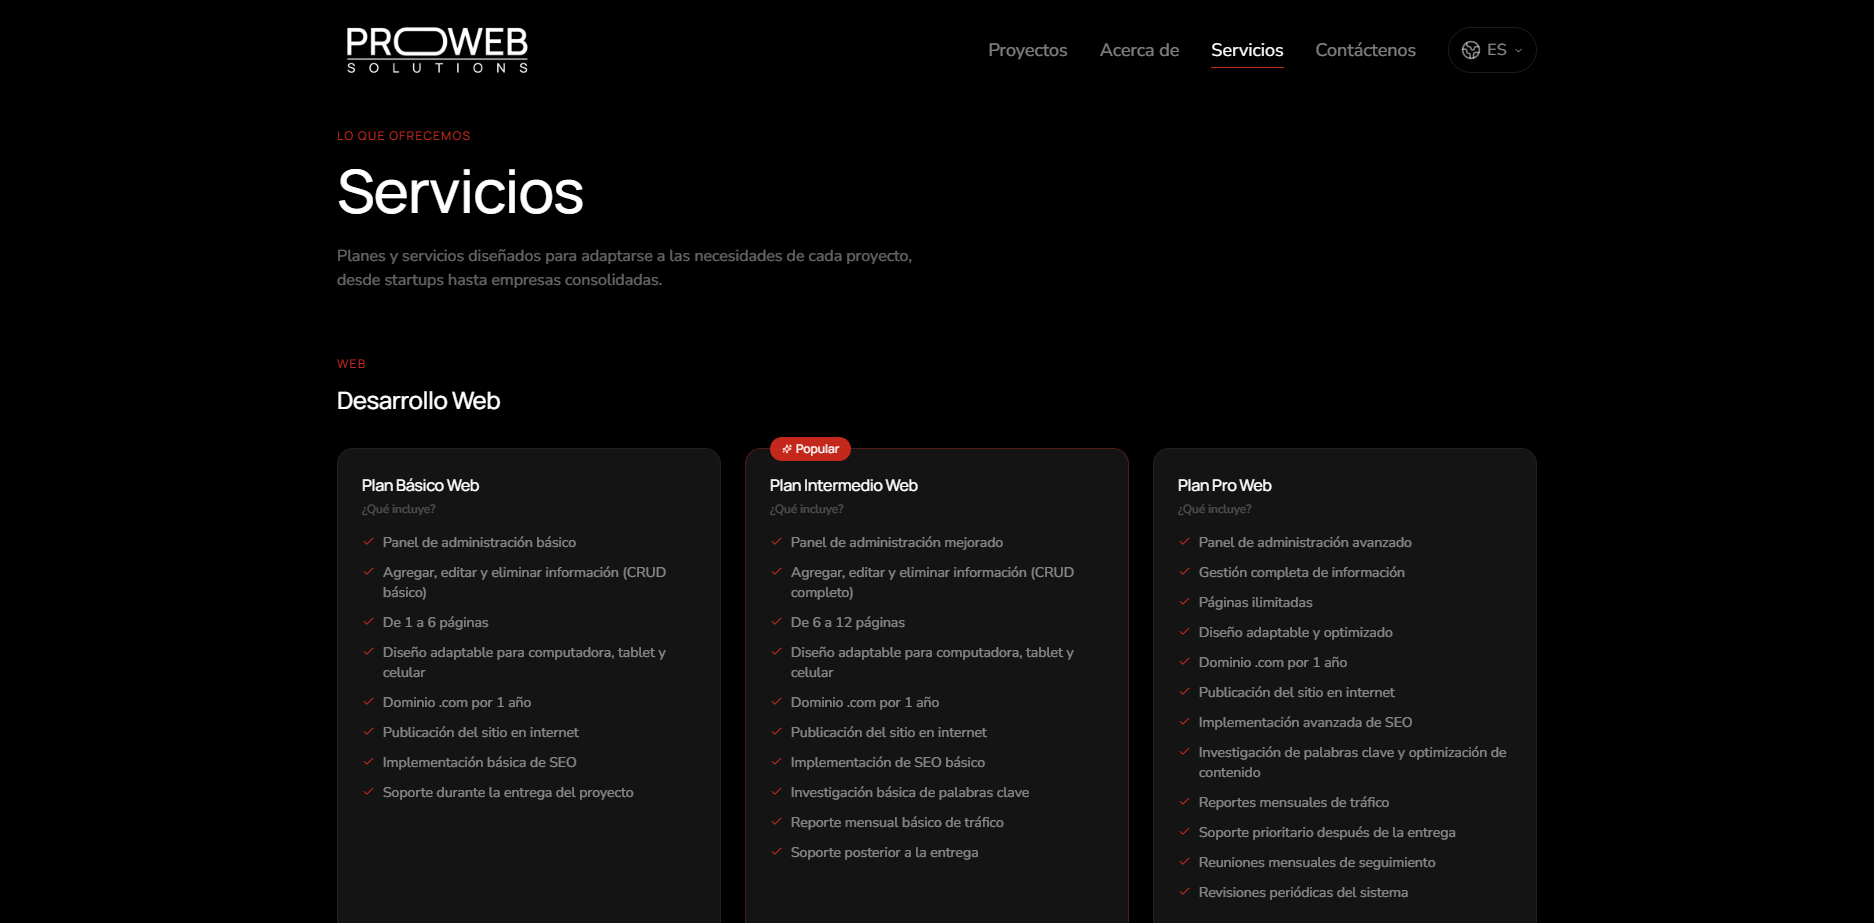 PROWEB
SOLUTIONS
Proyectos
Acerca de
Servicios
Contáctenos
ES
LO QUE OFRECEMOS
Servicios
Planes y servicios diseñados para adaptarse a las necesidades de cada proyecto,
desde startups hasta empresas consolidadas.
WEB
Desarrollo Web
Plan Básico Web
¿Qué incluye?
Panel de administración básico
Agregar, editar y eliminar información (CRUD
básico)
De 1 a 6 páginas
Diseño adaptable para computadora, tablet y
celular
Dominio .com por 1 año
Publicación del sitio en internet
Implementación básica de SEO
Soporte durante la entrega del proyecto
Popular
Plan Intermedio Web
¿Qué incluye?
Panel de administración mejorado
Agregar, editar y eliminar información (CRUD
completo)
De 6 a 12 páginas
Diseño adaptable para computadora, tablet y
celular
Dominio .com por 1 año
Publicación del sitio en internet
Implementación de SEO básico
Investigación básica de palabras clave
Reporte mensual básico de tráfico
Soporte posterior a la entrega
Plan Pro Web
¿Qué incluye?
Panel de administración avanzado
Gestión completa de información
Páginas ilimitadas
Diseño adaptable y optimizado
Dominio .com por 1 año
Publicación del sitio en internet
Implementación avanzada de SEO
Investigación de palabras clave y optimización de
contenido
Reportes mensuales de tráfico
Soporte prioritario después de la entrega
Reuniones mensuales de seguimiento
Revisiones periódicas del sistema